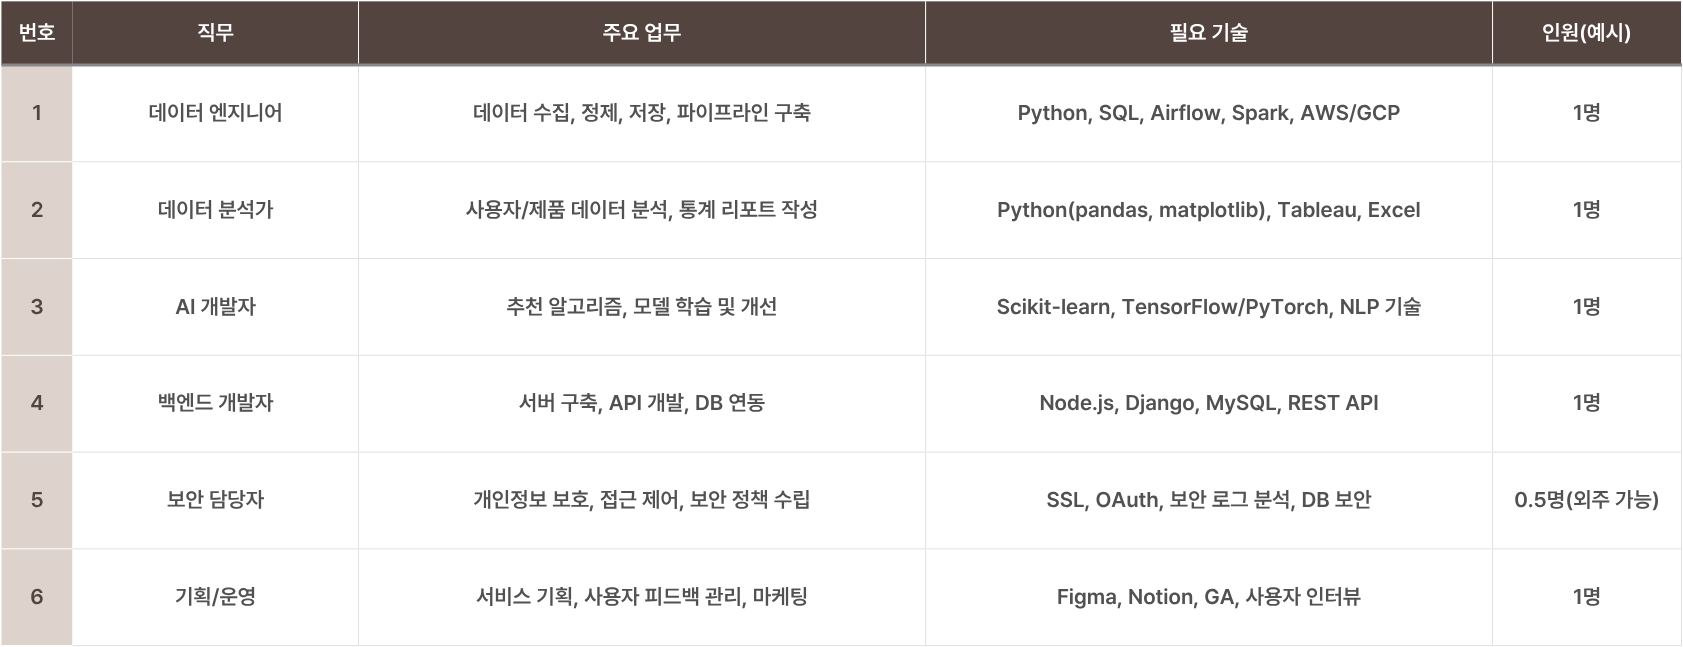 번호 직무 주요 업무 필요 기술 인원(예시)
1 데이터 엔지니어 데이터 수집, 정제, 저장, 파이프라인 구축 Python, SQL, Airflow, Spark, AWS/GCP 1명
2 데이터 분석가 사용자/제품 데이터 분석, 통계 리포트 작성 Python(pandas, matplotlib), Tableau, Excel 1명
3 AI 개발자 추천 알고리즘, 모델 학습 및 개선 Scikit-learn, TensorFlow/PyTorch, NLP 기술 1명
4 백엔드 개발자 서버 구축, API 개발, DB 연동 Node.js, Django, MySQL, REST API 1명
5 보안 담당자 개인정보 보호, 접근 제어, 보안 정책 수립 SSL, OAuth, 보안 로그 분석, DB 보안 0.5명(외주 가능)
6 기획/운영 서비스 기획, 사용자 피드백 관리, 마케팅 Figma, Notion, GA, 사용자 인터뷰 1명